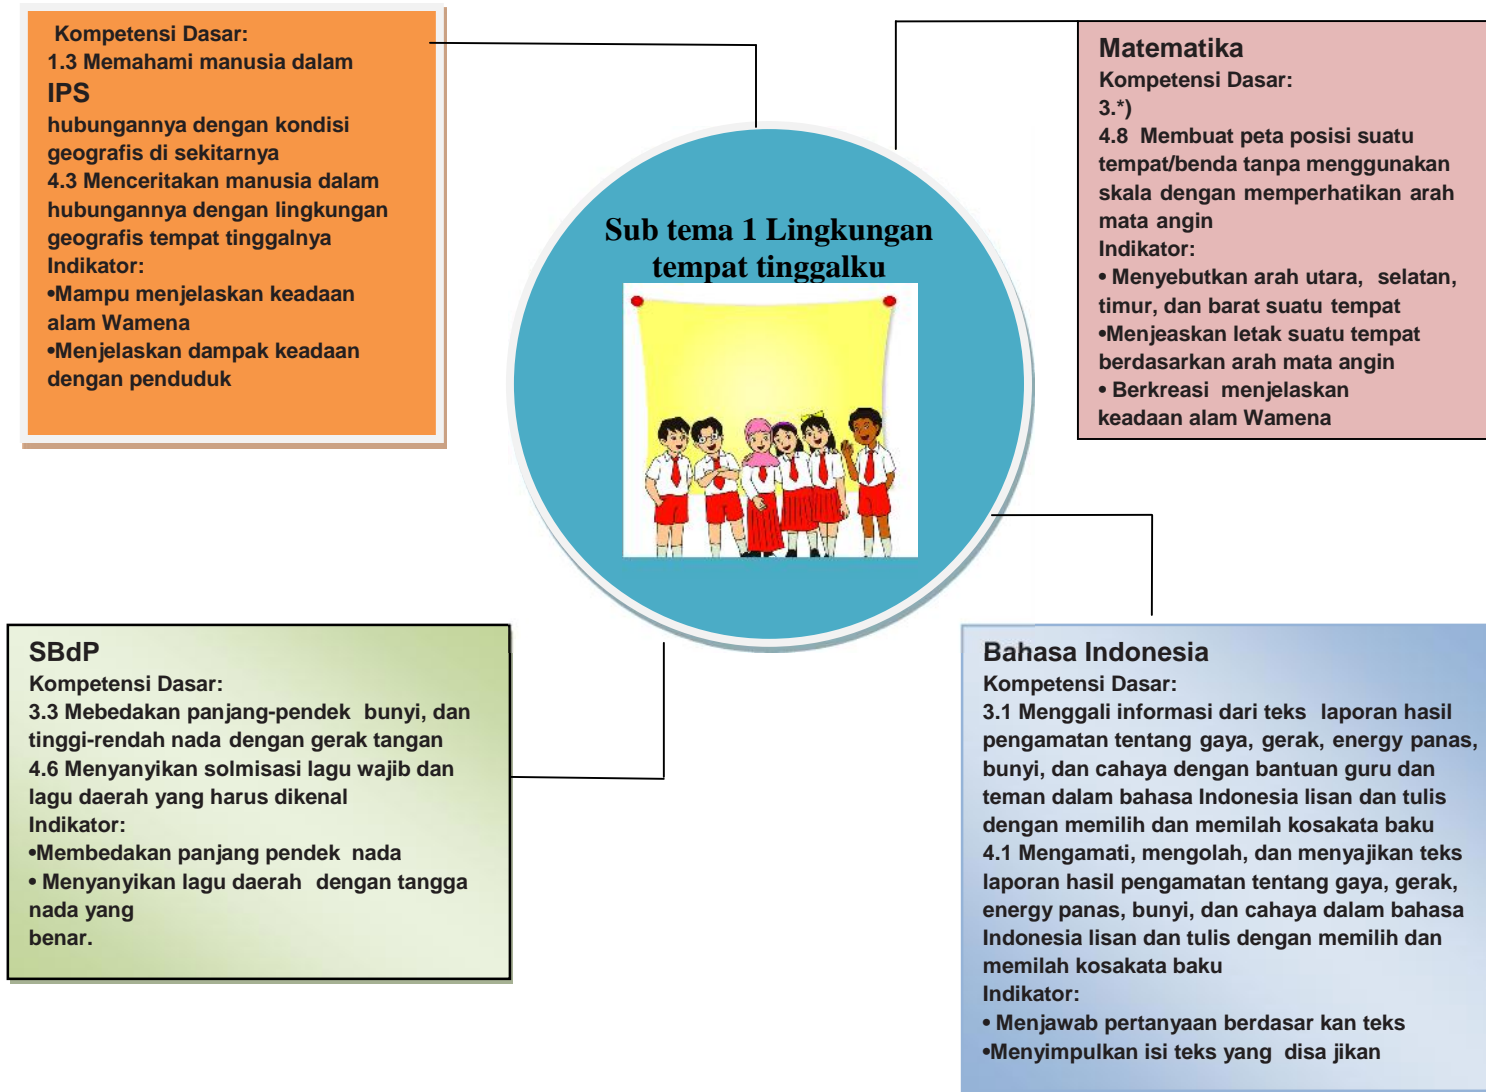 Kompetensi Dasar:
1.3 Memahami manusia dalam
IPS
hubungannya dengan kondisi
geografis di sekitarnya
4.3 Menceritakan manusia dalam
hubungannya dengan lingkungan
geografis tempat tinggalnya
Indikator:
•Mampu menjelaskan keadaan
alam Wamena
•Menjelaskan dampak keadaan
dengan penduduk
Matematika
Kompetensi Dasar:
3.*)
4.8 Membuat peta posisi suatu
tempat/benda tanpa menggunakan
skala dengan memperhatikan arah
mata angin
Indikator:
• Menyebutkan arah utara, selatan,
timur, dan barat suatu tempat
•Menjeaskan letak suatu tempat
berdasarkan arah mata angin
• Berkreasi menjelaskan
keadaan alam Wamena
Sub tema 1 Lingkungan
tempat tinggalku
SBdP
Kompetensi Dasar:
3.3 Mebedakan panjang-pendek bunyi, dan
tinggi-rendah nada dengan gerak tangan
4.6 Menyanyikan solmisasi lagu wajib dan
lagu daerah yang harus dikenal
Indikator:
•Membedakan panjang pendek nada
• Menyanyikan lagu daerah dengan tangga
nada yang
benar.
Bahasa Indonesia
Kompetensi Dasar:
3.1 Menggali informasi dari teks laporan hasil
pengamatan tentang gaya, gerak, energy panas,
bunyi, dan cahaya dengan bantuan guru dan
teman dalam bahasa Indonesia lisan dan tulis
dengan memilih dan memilah kosakata baku
4.1 Mengamati, mengolah, dan menyajikan teks
laporan hasil pengamatan tentang gaya, gerak,
energy panas, bunyi, dan cahaya dalam bahasa
Indonesia lisan dan tulis dengan memilih dan
memilah kosakata baku
Indikator:
• Menjawab pertanyaan berdasar kan teks
•Menyimpulkan isi teks yang disa jikan